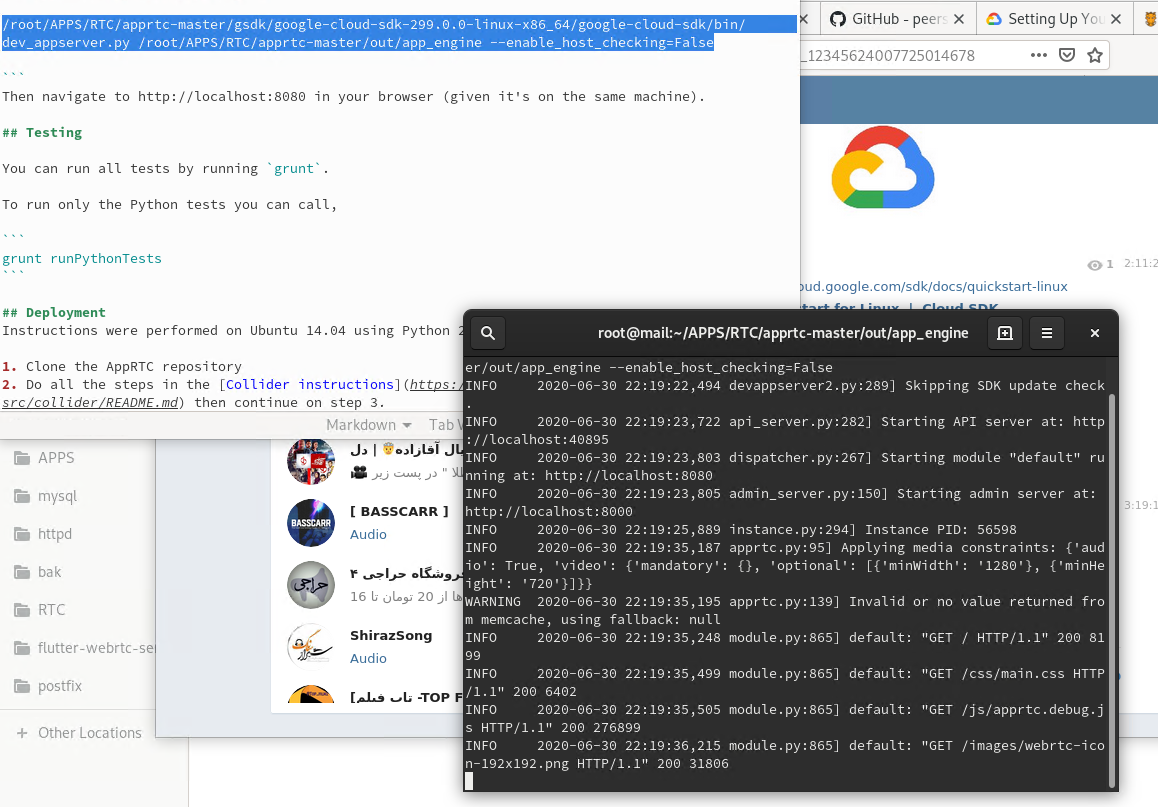 /root/APPS/RTC/apprtc-master/gsdk/google-cloud-sdk-299.0.0-linux-x86_64/google-cloud-sdk/bin/
dev_appserver.py /root/APPS/RTC/apprtc-master/out/app_engine --enable_host_checking=False
```
Then navigate to http://localhost:8080 in your browser (given it's on the same machine).
## Testing
You can run all tests by running `grunt`.
To run only the Python tests you can call,
```
grunt runPythonTests
```
## Deployment
Instructions were performed on Ubuntu 14.04 using Python 2
1. Clone the AppRTC repository
2. Do all the steps in the [Collider instructions](https:/
src/collider/README.md) then continue on step 3.
Markdown
Tab W
GitHub - peers
Setting Up You
_12345624007725014678
1
2:11:2
oud.google.com/sdk/docs/quickstart-linux
tart for Linux | Cloud SDK
3:19:1
APPS
mysql
httpd
bak
RTC
flutter-webrtc-ser
postfix
+ Other Locations
مال آقازاده | دل
طلا " در پست زیر
BASSCARR
[ BASSCARR ]
Audio
حراجی
فروشگاه حراجی ۴
ها از 20 تومان تا 16
ShirazSong
Audio
[تاپ فیلم -TOP F
root@mail:~/APPS/RTC/apprtc-master/out/app_engine
er/out/app_engine --enable_host_checking=False
INFO     2020-06-30 22:19:22,494 devappserver2.py:289] Skipping SDK update check
.
INFO     2020-06-30 22:19:23,722 api_server.py:282] Starting API server at: http
://localhost:40895
INFO     2020-06-30 22:19:23,803 dispatcher.py:267] Starting module "default" ru
nning at: http://localhost:8080
INFO     2020-06-30 22:19:23,805 admin_server.py:150] Starting admin server at:
http://localhost:8000
INFO     2020-06-30 22:19:25,889 instance.py:294] Instance PID: 56598
INFO     2020-06-30 22:19:35,187 apprtc.py:95] Applying media constraints: {'aud
io': True, 'video': {'mandatory': {}, 'optional': [{'minWidth': '1280'}, {'minHe
ight': '720'}]}}
WARNING  2020-06-30 22:19:35,195 apprtc.py:139] Invalid or no value returned fro
m memcache, using fallback: null
INFO     2020-06-30 22:19:35,248 module.py:865] default: "GET / HTTP/1.1" 200 81
99
INFO     2020-06-30 22:19:35,499 module.py:865] default: "GET /css/main.css HTTP
/1.1" 200 6402
INFO     2020-06-30 22:19:35,505 module.py:865] default: "GET /js/apprtc.debug.j
s HTTP/1.1" 200 276899
INFO     2020-06-30 22:19:36,215 module.py:865] default: "GET /images/webrtc-ico
n-192x192.png HTTP/1.1" 200 31806